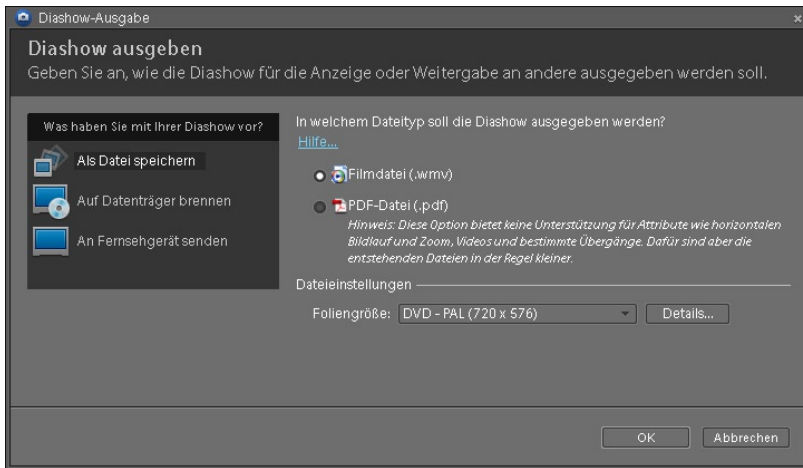 Diashow-Ausgabe
Diashow ausgeben
Geben Sie an, wie die Diashow für die Anzeige oder Weitergabe an andere ausgegeben werden soll.
Was haben Sie mit Ihrer Diashow vor?
Als Datei speichern
Auf Datenträger brennen
An Fernsehgerät senden
In welchem Dateityp soll die Diashow ausgegeben werden?
Hilfe...
Filmdatei (.wmv)
PDF-Datei (.pdf)
Hinweis: Diese Option bietet keine Unterstützung für Attribute wie horizontalen
Bildlauf und Zoom, Videos und bestimmte Übergänge. Dafür sind aber die
entstehenden Dateien in der Regel kleiner.
Dateieinstellungen
Foliengröße: DVD - PAL (720 x 576) Details...
OK Abbrechen